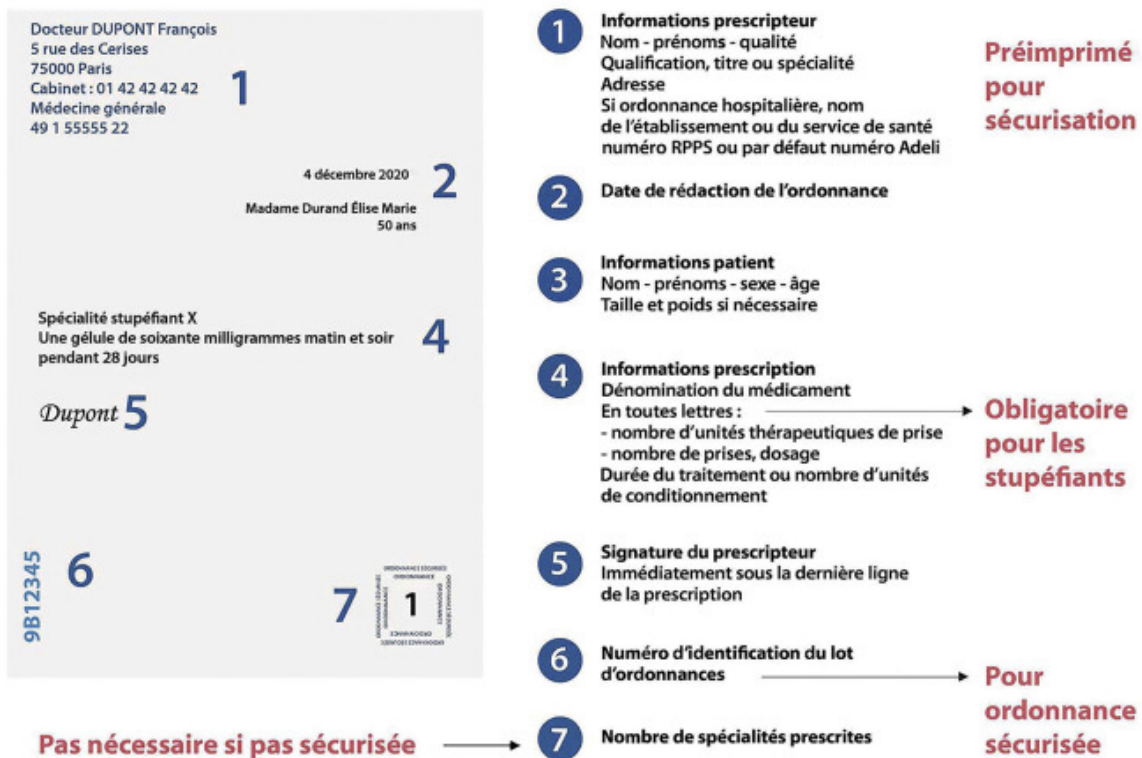 Docteur DUPONT François
5 rue des Cerises
75000 Paris
Cabinet : 01 42 42 42 42
Médecine générale
49 1 55555 22
1
4 décembre 2020
2
Madame Durand Élise Marie
50 ans
Spécialité stupéfiant X
Une gélule de soixante milligrammes matin et soir
pendant 28 jours
4
Dupont
5
9B12345
6
7
1
ORDONNANCE
1
Informations prescripteur
Nom - prénoms - qualité
Qualification, titre ou spécialité
Adresse
Si ordonnance hospitalière, nom
de l'établissement ou du service de santé
numéro RPPS ou par défaut numéro Adeli
Préimprimé
pour
sécurisation
2
Date de rédaction de l'ordonnance
3
Informations patient
Nom - prénoms - sexe - âge
Taille et poids si nécessaire
4
Informations prescription
Dénomination du médicament
En toutes lettres :
- nombre d'unités thérapeutiques de prise
- nombre de prises, dosage
Durée du traitement ou nombre d'unités
de conditionnement
Obligatoire
pour les
stupéfiants
5
Signature du prescripteur
Immédiatement sous la dernière ligne
de la prescription
6
Numéro d'identification du lot
d'ordonnances
Pour
ordonnance
sécurisée
Pas nécessaire si pas sécurisée
7
Nombre de spécialités prescrites